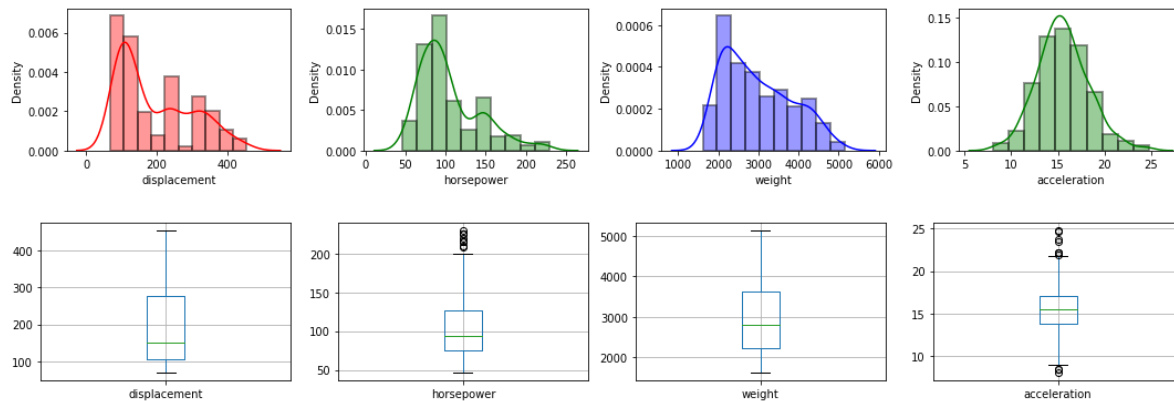 Density
0.006
0.004
0.002
0.000
0 200 400
displacement
Density
0.015
0.010
0.005
0.000
0 50 100 150 200 250
horsepower
Density
0.0006
0.0004
0.0002
0.0000
1000 2000 3000 4000 5000 6000
weight
Density
0.15
0.10
0.05
0.00
5 10 15 20 25
acceleration
400
300
200
100
displacement
200
150
100
50
horsepower
5000
4000
3000
2000
weight
25
20
15
10
acceleration